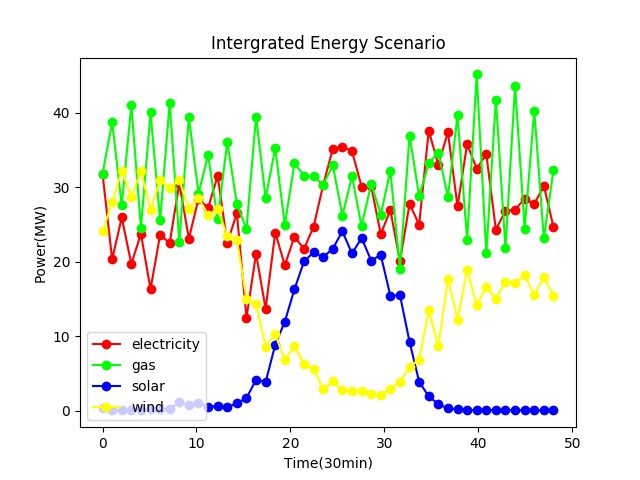 Intergrated Energy Scenario
Power(MW)
40
30
20
10
0
electricity
gas
solar
wind
0 10 20 30 40 50
Time(30min)